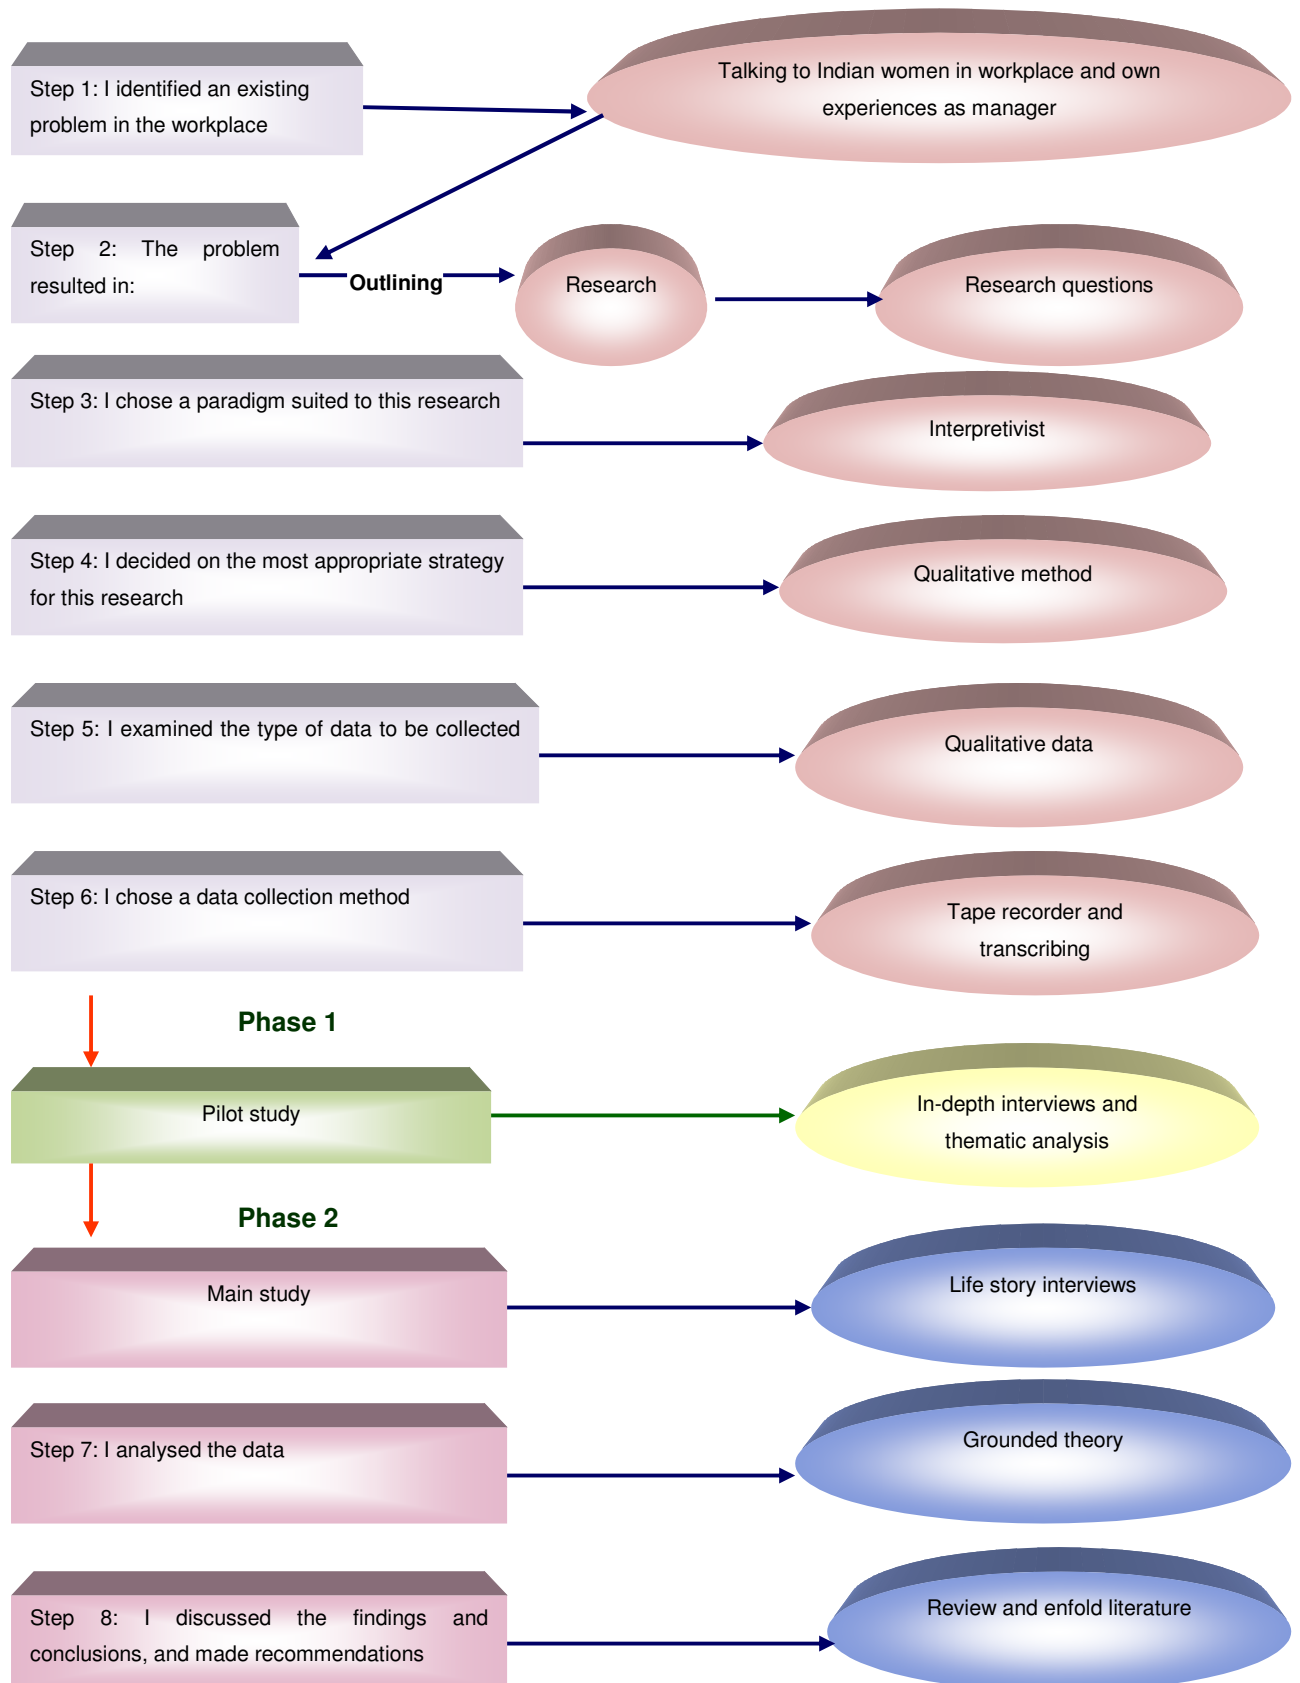 Step 1: I identified an existing
problem in the workplace
Talking to Indian women in workplace and own
experiences as manager
Step 2: The problem
resulted in:
Outlining
Research
Research questions
Step 3: I chose a paradigm suited to this research
Interpretivist
Step 4: I decided on the most appropriate strategy
for this research
Qualitative method
Step 5: I examined the type of data to be collected
Qualitative data
Step 6: I chose a data collection method
Tape recorder and
transcribing
Phase 1
Pilot study
In-depth interviews and
thematic analysis
Phase 2
Main study
Life story interviews
Step 7: I analysed the data
Grounded theory
Step 8: I discussed the findings and
conclusions, and made recommendations
Review and enfold literature